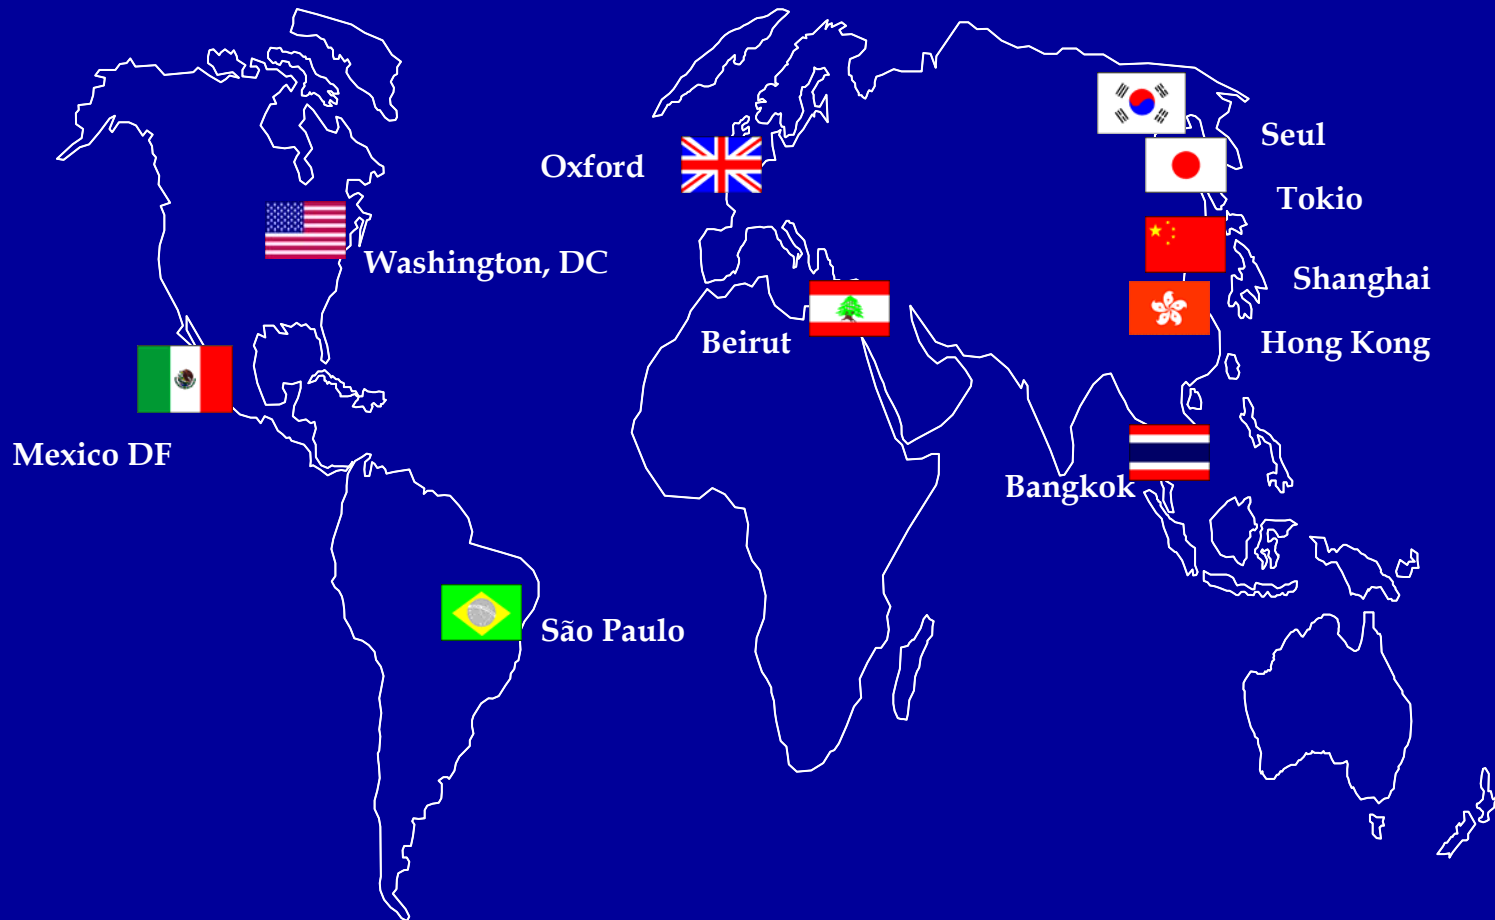 Seul
Oxford
Tokio
Washington, DC
Shanghai
Beirut
Hong Kong
Mexico DF
Bangkok
São Paulo